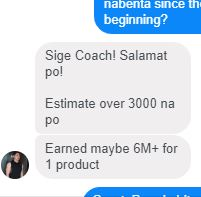 nabenta since the
beginning?
Sige Coach! Salamat
po!
Estimate over 3000 na
po
Earned maybe 6M+ for
1 product